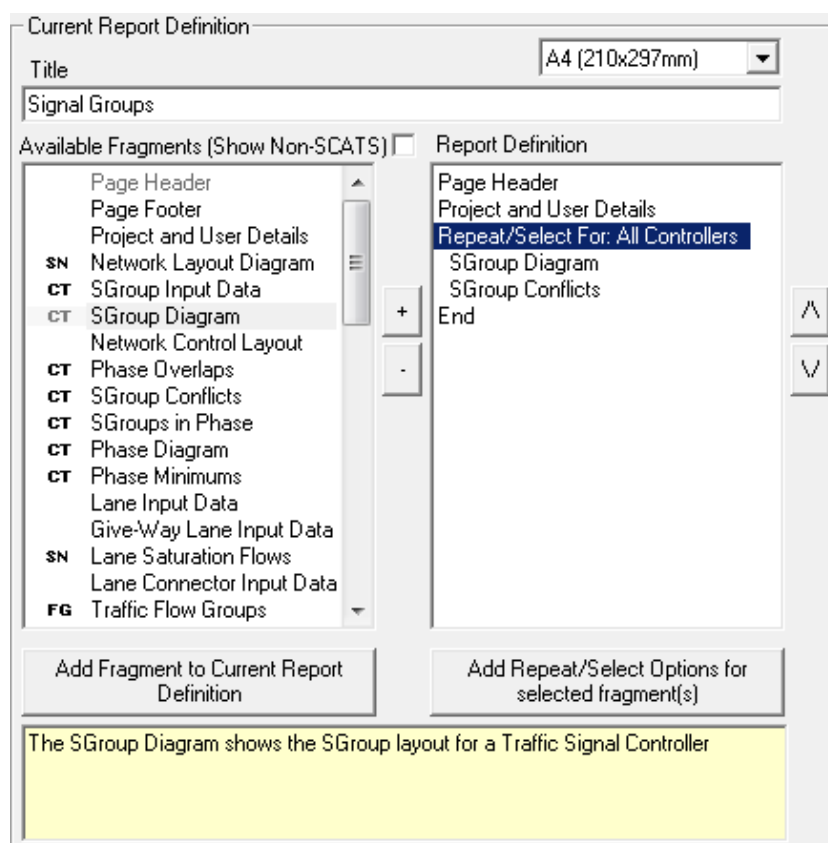 Current Report Definition
A4 (210x297mm)
Title
Signal Groups
Available Fragments (Show Non-SCATS)
Page Header
Page Footer
Project and User Details
SN Network Layout Diagram
CT SGroup Input Data
CT SGroup Diagram
Network Control Layout
CT Phase Overlaps
CT SGroup Conflicts
CT SGroups in Phase
CT Phase Diagram
CT Phase Minimums
Lane Input Data
Give-Way Lane Input Data
SN Lane Saturation Flows
Lane Connector Input Data
FG Traffic Flow Groups
+
-
Report Definition
Page Header
Project and User Details
Repeat/Select For: All Controllers
SGroup Diagram
SGroup Conflicts
End
/\
\/
Add Fragment to Current Report
Definition
Add Repeat/Select Options for
selected fragment(s)
The SGroup Diagram shows the SGroup layout for a Traffic Signal Controller